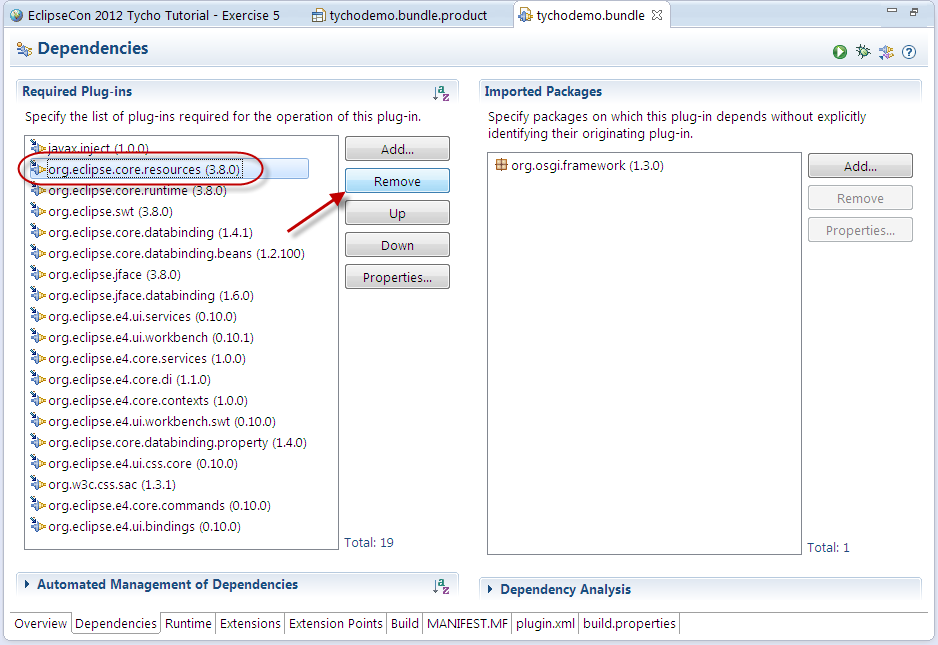 EclipseCon 2012 Tycho Tutorial - Exercise 5
tychodemo.bundle.product
tychodemo.bundle
Dependencies
Required Plug-ins
Specify the list of plug-ins required for the operation of this plug-in.
javax.inject (1.0.0)
org.eclipse.core.resources (3.8.0)
org.eclipse.core.runtime (3.8.0)
org.eclipse.swt (3.8.0)
org.eclipse.core.databinding (1.4.1)
org.eclipse.core.databinding.beans (1.2.100)
org.eclipse.jface (3.8.0)
org.eclipse.jface.databinding (1.6.0)
org.eclipse.e4.ui.services (0.10.0)
org.eclipse.e4.ui.workbench (0.10.1)
org.eclipse.e4.core.services (1.0.0)
org.eclipse.e4.core.di (1.1.0)
org.eclipse.e4.core.contexts (1.0.0)
org.eclipse.e4.ui.workbench.swt (0.10.0)
org.eclipse.core.databinding.property (1.4.0)
org.eclipse.e4.ui.css.core (0.10.0)
org.w3c.css.sac (1.3.1)
org.eclipse.e4.core.commands (0.10.0)
org.eclipse.e4.ui.bindings (0.10.0)
Add...
Remove
Up
Down
Properties...
Total: 19
Imported Packages
Specify packages on which this plug-in depends without explicitly
identifying their originating plug-in.
org.osgi.framework (1.3.0)
Add...
Remove
Properties...
Total: 1
Automated Management of Dependencies
Dependency Analysis
Overview
Dependencies
Runtime
Extensions
Extension Points
Build
MANIFEST.MF
plugin.xml
build.properties